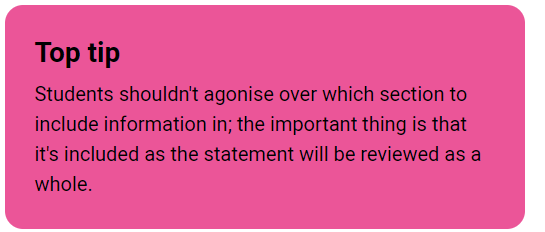 Top tip
Students shouldn't agonise over which section to
include information in; the important thing is that
it's included as the statement will be reviewed as a
whole.